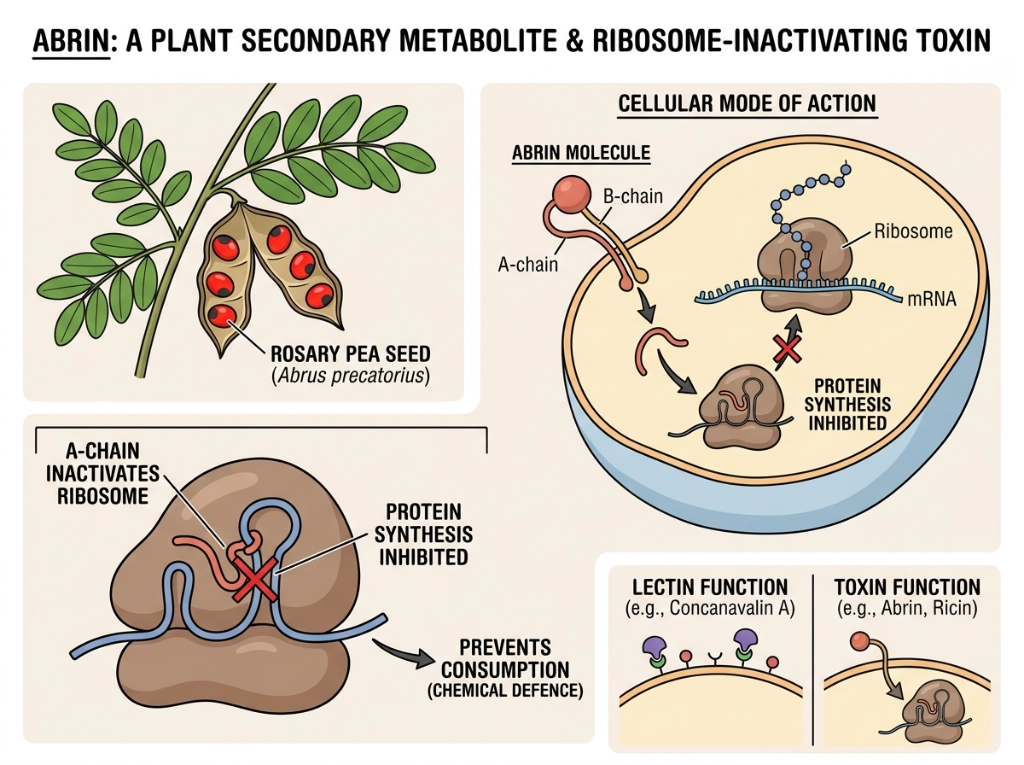 ABRIN: A PLANT SECONDARY METABOLITE & RIBOSOME-INACTIVATING TOXIN
ROSARY PEA SEED
(Abrus precatorius)
CELLULAR MODE OF ACTION
ABRIN MOLECULE
B-chain
A-chain
Ribosome
mRNA
PROTEIN
SYNTHESIS
INHIBITED
A-CHAIN
INACTIVATES
RIBOSOME
PROTEIN
SYNTHESIS
INHIBITED
PREVENTS
CONSUMPTION
(CHEMICAL DEFENCE)
LECTIN FUNCTION
(e.g., Concanavalin A)
TOXIN FUNCTION
(e.g., Abrin, Ricin)